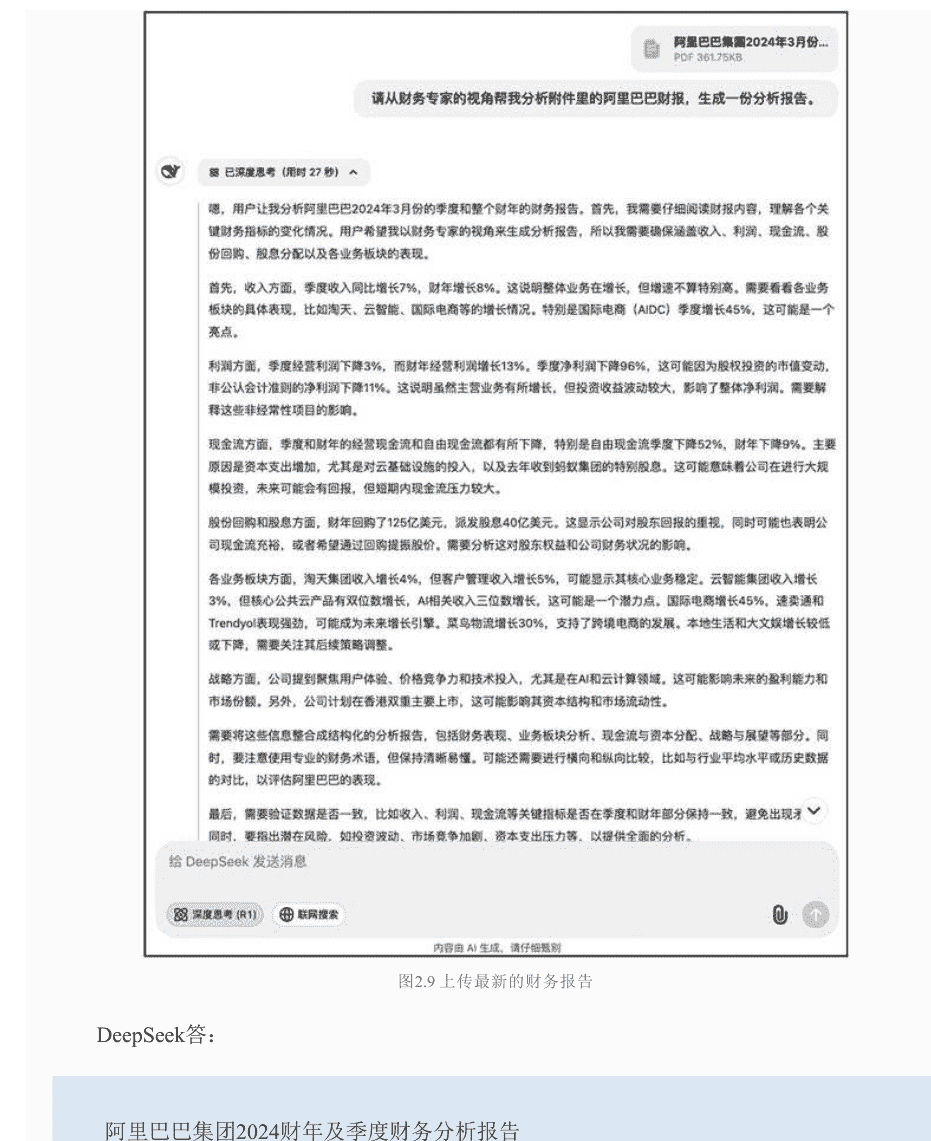 阿里巴巴集团2024年3月份...
PDF 361.75KB
请从财务专家的视角帮我分析附件里的阿里巴巴财报，生成一份分析报告。
已深度思考（用时 27 秒）
嗯，用户让我分析阿里巴巴2024年3月份的季度和整个财年的财务报告。首先，我需要仔细阅读财报内容，理解各个关
键财务指标的变化情况。用户希望我以财务专家的视角来生成分析报告，所以我需要确保涵盖收入、利润、现金流、股
份回购、股息分配以及各业务板块的表现。
首先，收入方面，季度收入同比增长7%，财年增长8%。这说明整体业务在增长，但增速不算特别高。需要看看各业务
板块的具体表现，比如淘天、云智能、国际电商等的增长情况。特别是国际电商（AIDC）季度增长45%，这可能是一个
亮点。
利润方面，季度经营利润下降3%，而财年经营利润增长13%。季度净利润下降96%，这可能因为股权投资的市值变动，
非公认会计准则的净利润下降11%。这说明虽然主营业务有所增长，但投资收益波动较大，影响了整体净利润。需要解
释这些非经常性项目的影响。
现金流方面，季度和财年的经营现金流和自由现金流都有所下降，特别是自由现金流季度下降52%，财年下降9%。主要
原因是资本支出增加，尤其是对云基础设施的投入，以及去年收到蚂蚁集团的特别股息。这可能意味着公司在进行大规
模投资，未来可能会有回报，但短期内现金流压力较大。
股份回购和股息方面，财年回购了125亿美元，派发股息40亿美元。这显示公司对股东回报的重视，同时可能也表明公
司现金流充裕，或者希望通过回购提振股价。需要分析这对股东权益和公司财务状况的影响。
各业务板块方面，淘天集团收入增长4%，但客户管理收入增长5%，可能显示其核心业务稳定。云智能集团收入增长
3%，但核心公共云产品有双位数增长，AI相关收入三位数增长，这可能是一个潜力点。国际电商增长45%，速卖通和
Trendyol表现强劲，可能成为未来增长引擎。菜鸟物流增长30%，支持了跨境电商的发展。本地生活和大文娱增长较低
或下降，需要关注其后续策略调整。
战略方面，公司提到聚焦用户体验、价格竞争力和技术投入，尤其是在AI和云计算领域。这可能影响未来的盈利能力和
市场份额。另外，公司计划在香港双重主要上市，这可能影响其资本结构和市场流动性。
需要将这些信息整合成结构化的分析报告，包括财务表现、业务板块分析、现金流与资本分配、战略与展望等部分。同
时，要注意使用专业的财务术语，但保持清晰易懂。可能还需要进行横向和纵向比较，比如与行业平均水平或历史数据
的对比，以评估阿里巴巴的表现。
最后，需要验证数据是否一致，比如收入、利润、现金流等关键指标是否在季度和财年部分保持一致，避免出现
同时，要指出潜在风险，如投资波动、市场竞争加剧、资本支出压力等，以提供全面的分析。
给 DeepSeek 发送消息
深度思考 (R1)
联网搜索
内容由 AI 生成，请仔细甄别
图2.9 上传最新的财务报告
DeepSeek答：
阿里巴巴集团2024财年及季度财务分析报告